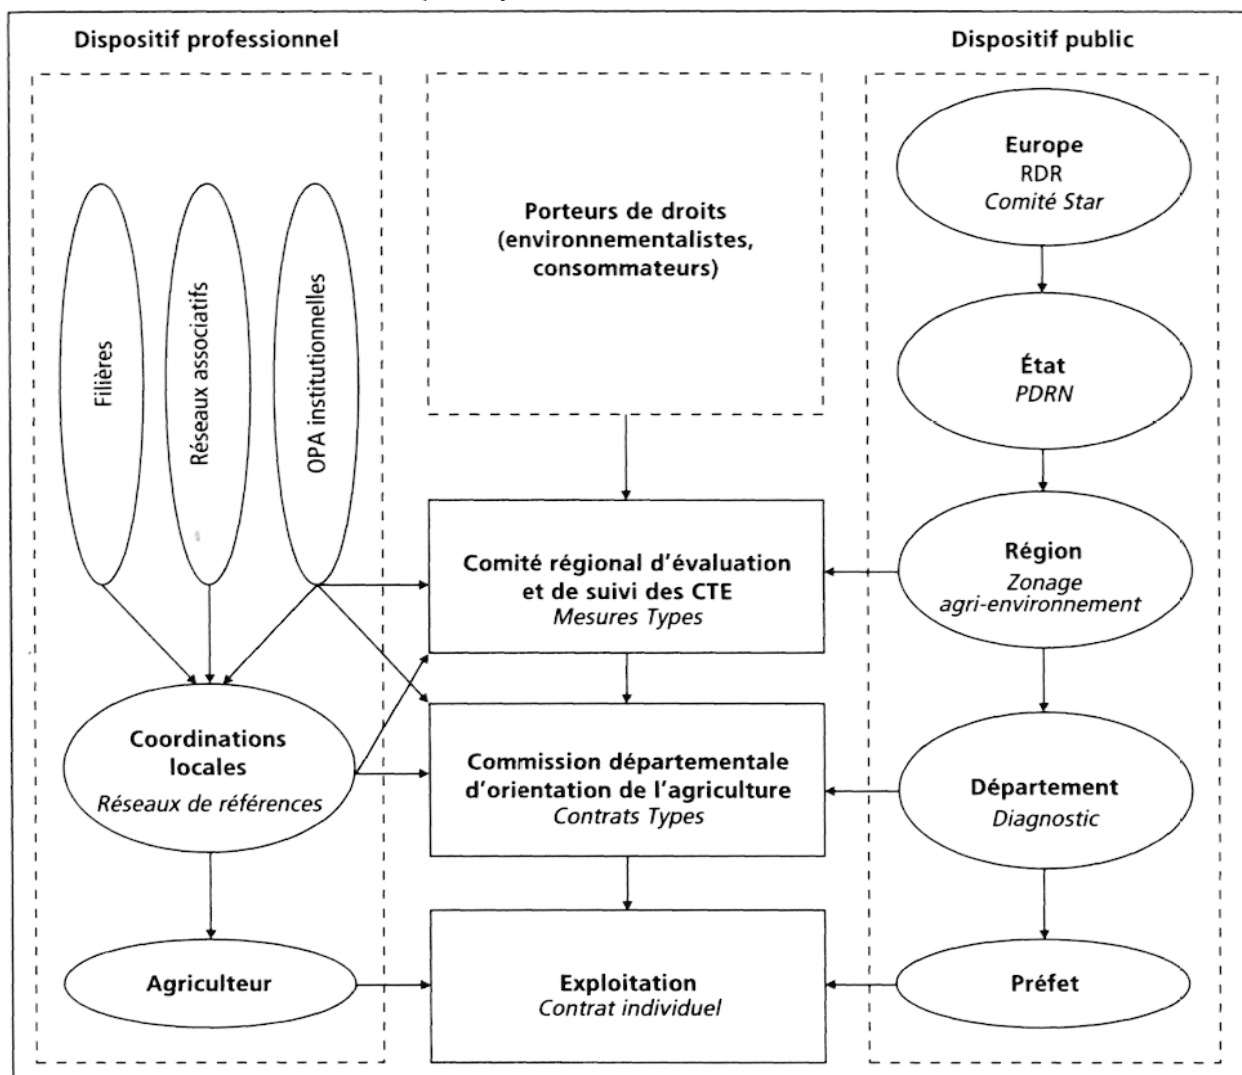 Dispositif professionnel
Dispositif public
Filières
Réseaux associatifs
OPA institutionnelles
Porteurs de droits
(environnementalistes,
consommateurs)
Europe
RDR
Comité Star
État
PDRN
Comité régional d'évaluation
et de suivi des CTE
Mesures Types
Région
Zonage
agri-environnement
Coordinations
locales
Réseaux de références
Commission départementale
d'orientation de l'agriculture
Contrats Types
Département
Diagnostic
Agriculteur
Exploitation
Contrat individuel
Préfet